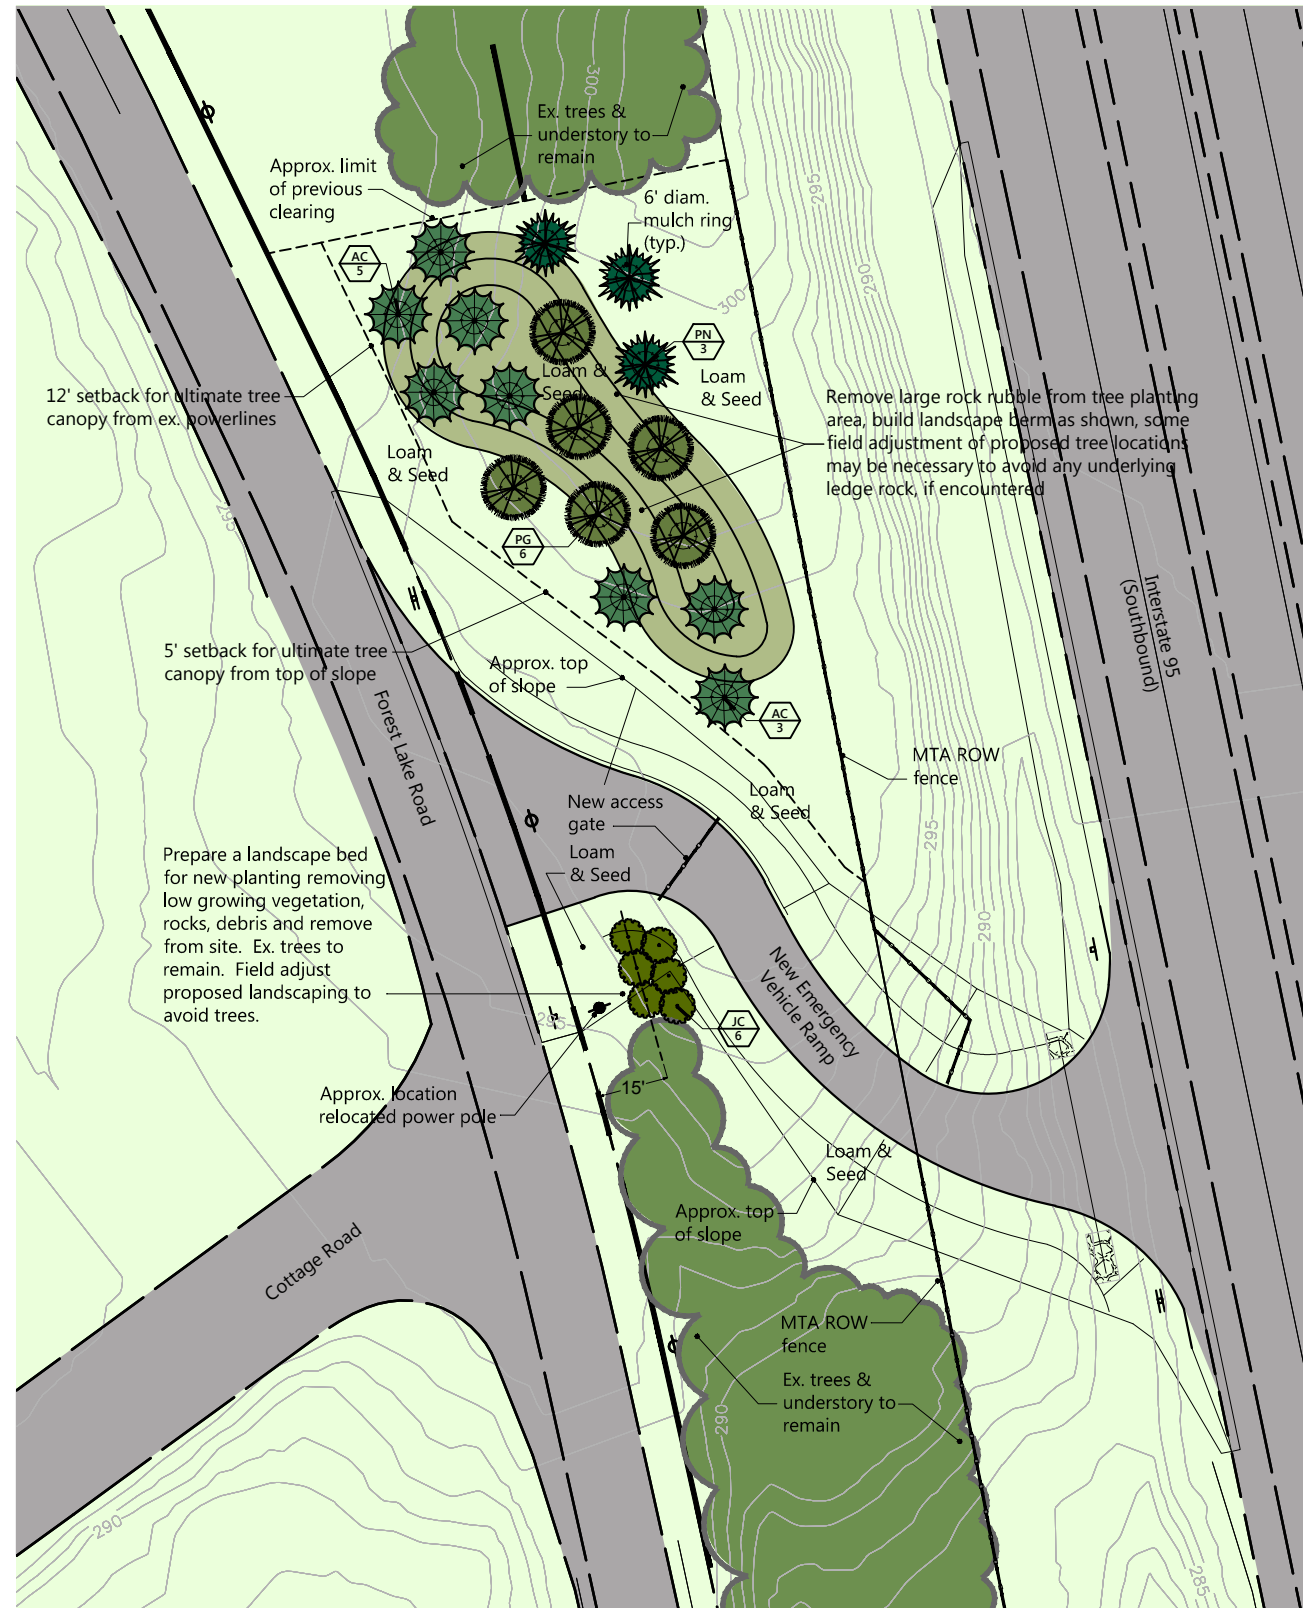 300
Ex. trees &
understory to
remain
Approx. limit
of previous
clearing
6' diam.
mulch ring
(typ.)
295
290
AC
5
300
PN
3
Loam &
Seed
Loam
& Seed
12' setback for ultimate tree
canopy from ex. powerlines
Remove large rock rubble from tree planting
area, build landscape berm as shown, some
field adjustment of proposed tree locations
may be necessary to avoid any underlying
ledge rock, if encountered
Loam
& Seed
295
PG
6
Interstate 95
(Southbound)
5' setback for ultimate tree
canopy from top of slope
Approx. top
of slope
Forest Lake Road
AC
3
MTA ROW
fence
New access
gate
Loam
& Seed
Loam
& Seed
295
Prepare a landscape bed
for new planting removing
low growing vegetation,
rocks, debris and remove
from site.  Ex. trees to
remain.  Field adjust
proposed landscaping to
avoid trees.
290
New Emergency
Vehicle Ramp
295
JC
6
Approx. location
relocated power pole
15'
Loam &
Seed
Approx. top
of slope
Cottage Road
MTA ROW
fence
Ex. trees &
understory to
remain
290
290
285